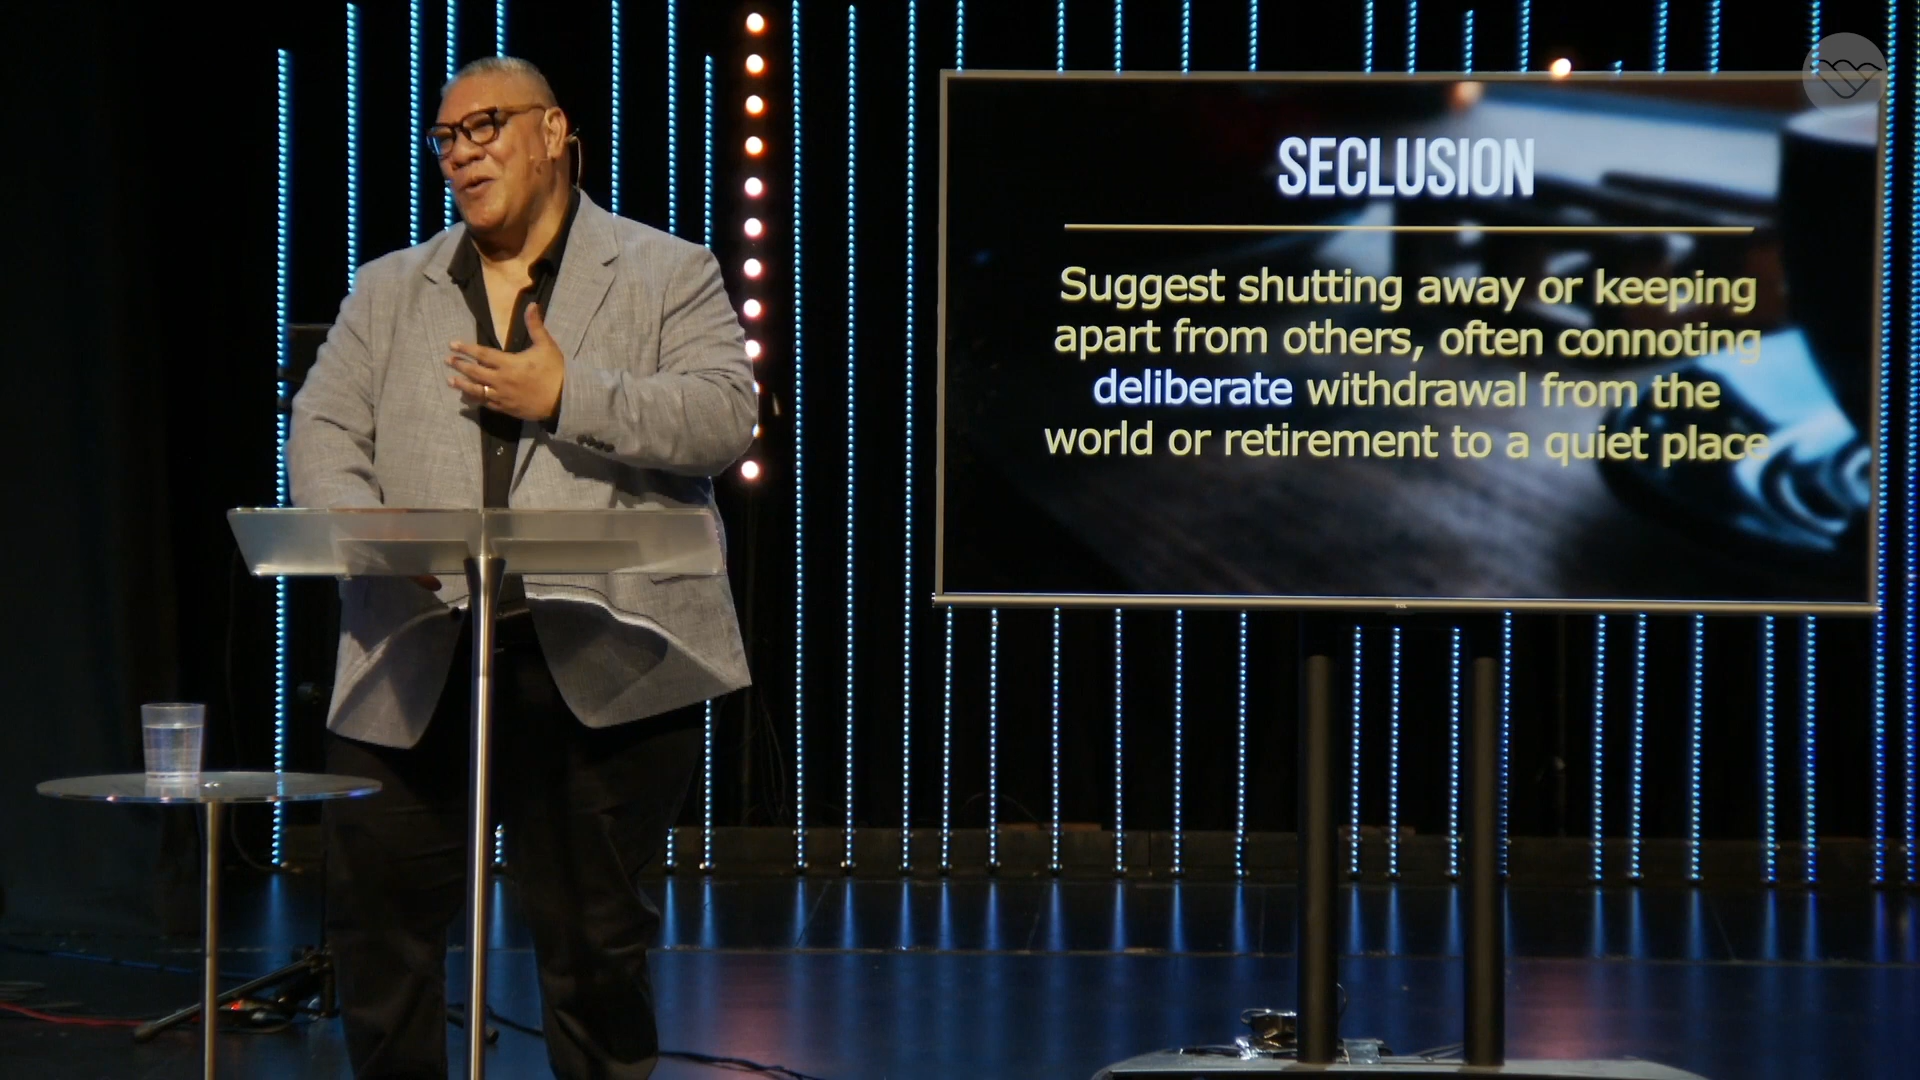 SECLUSION
Suggest shutting away or keeping
apart from others, often connoting
deliberate withdrawal from the
world or retirement to a quiet place